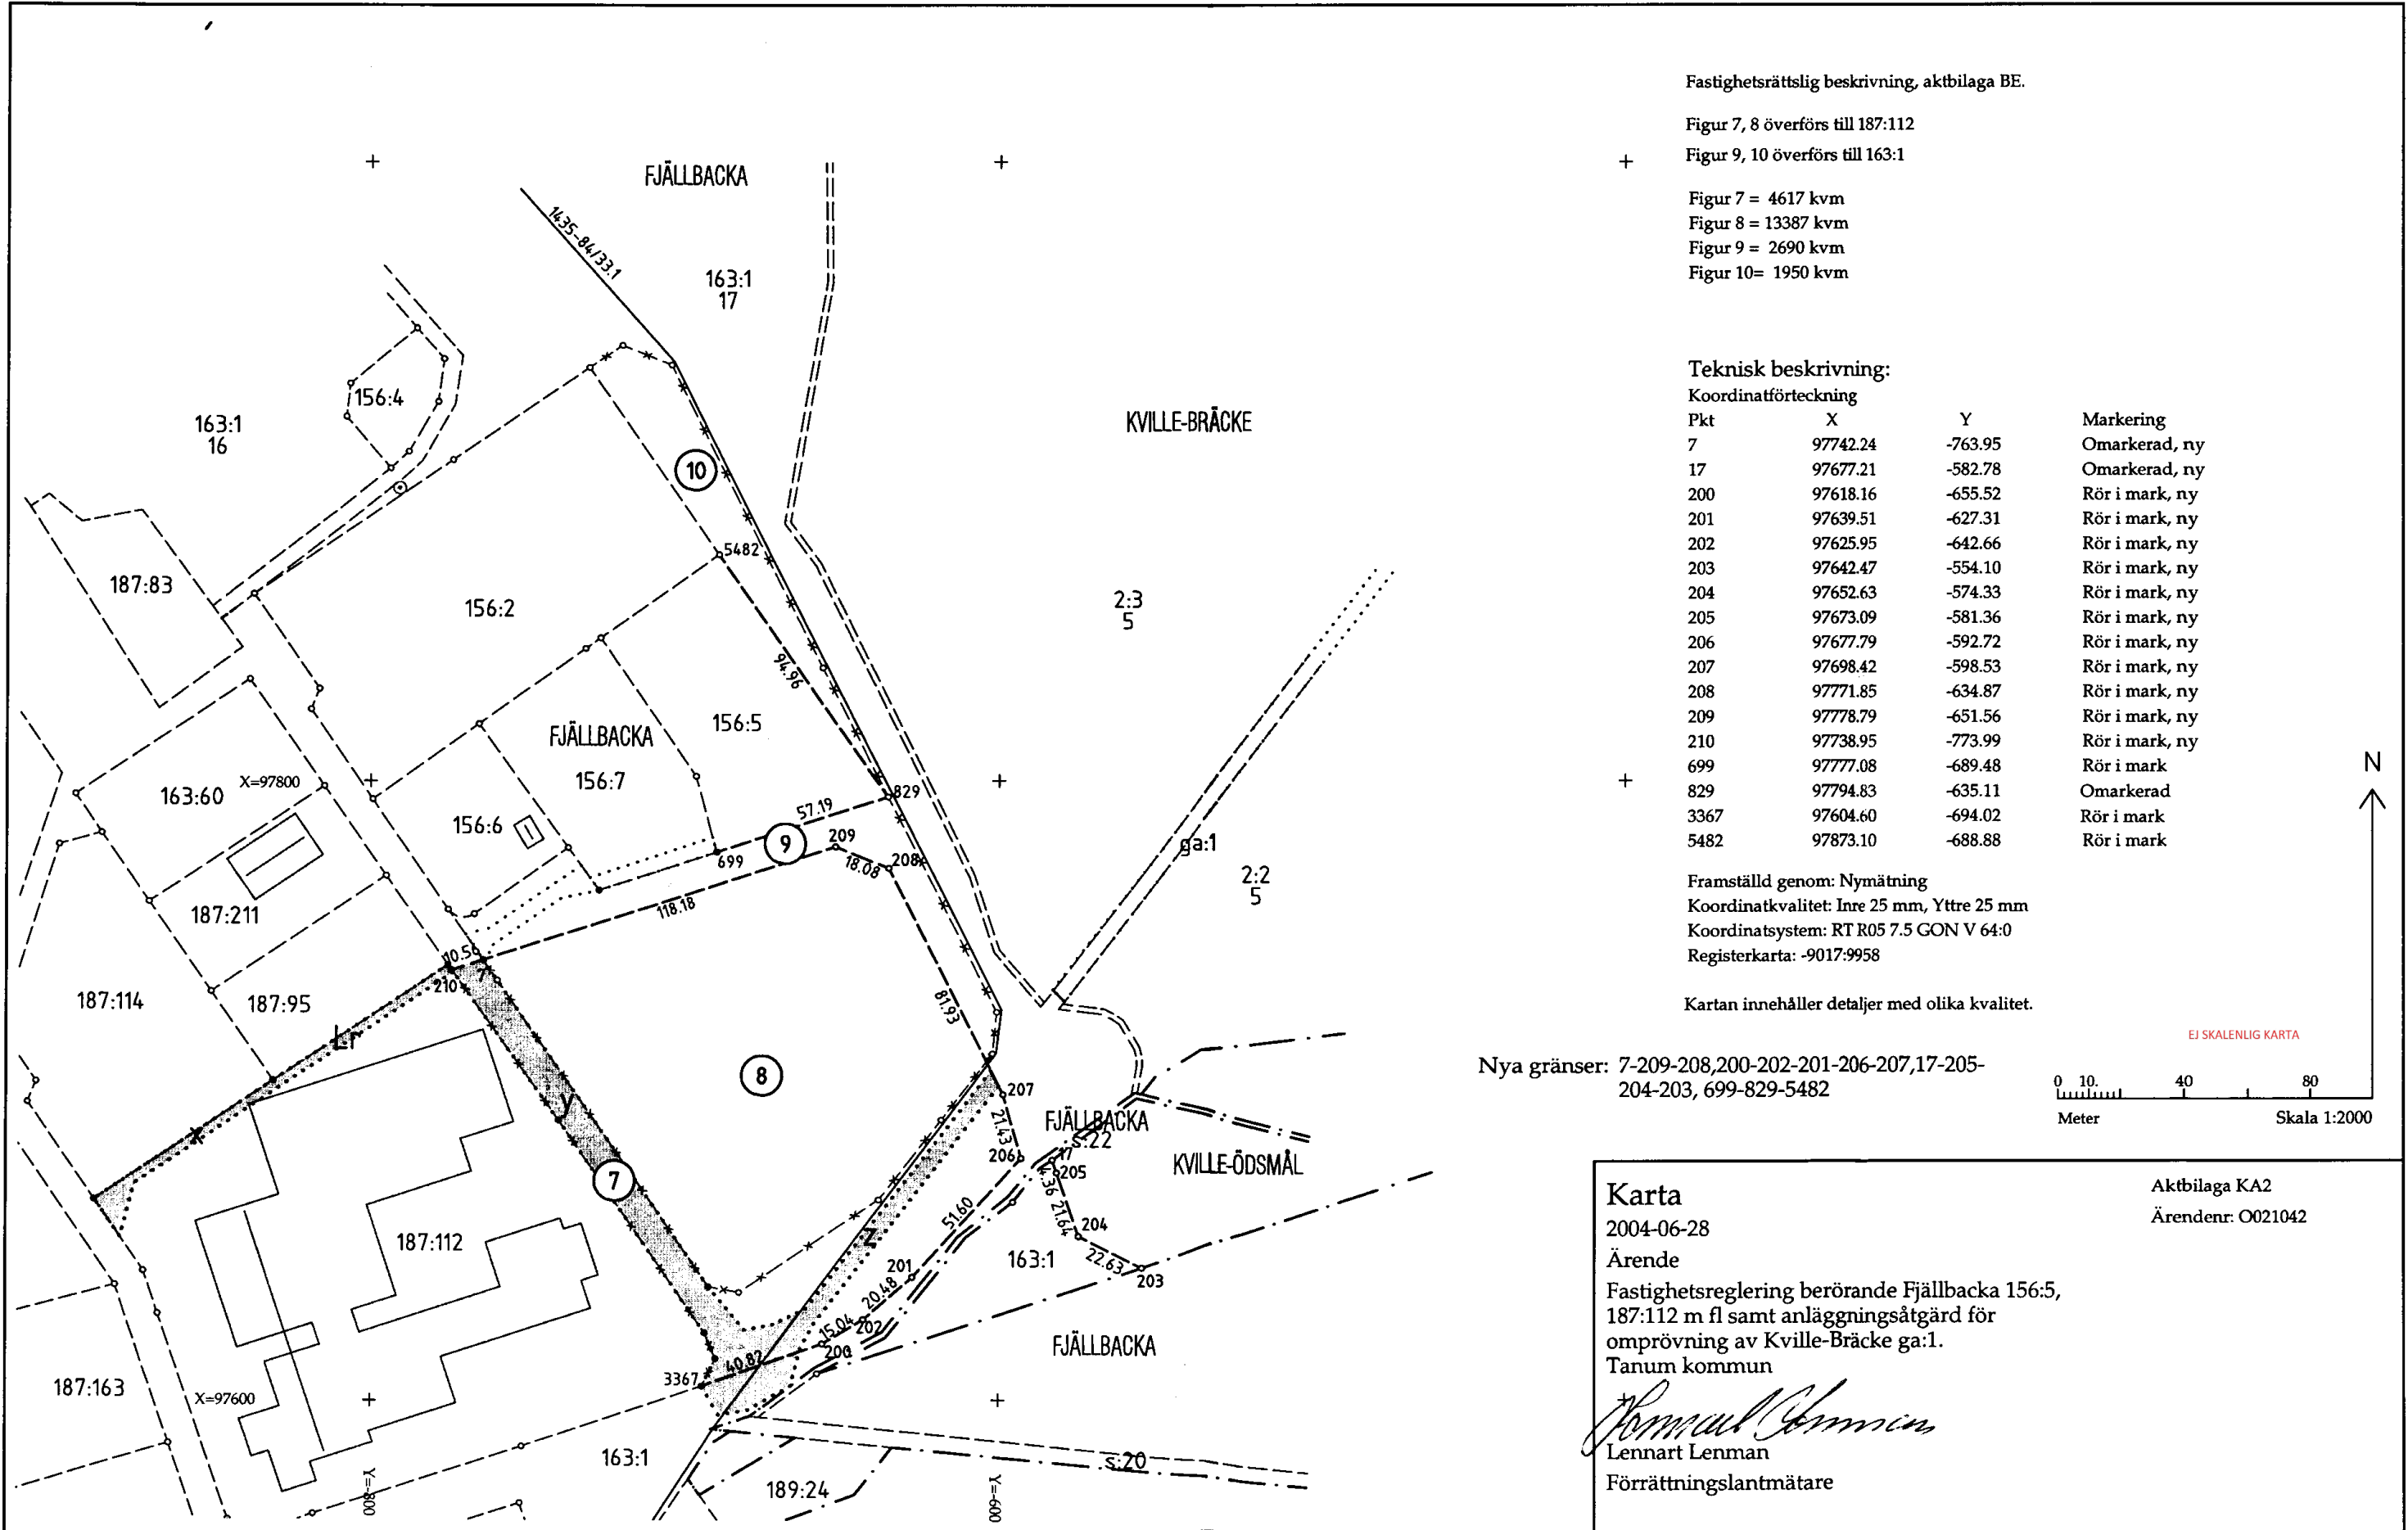 Fastighetsrättslig beskrivning, aktbilaga BE.
Figur 7, 8 överförs till 187:112
Figur 9, 10 överförs till 163:1
Figur 7 = 4617 kvm
Figur 8 = 13387 kvm
Figur 9 = 2690 kvm
Figur 10= 1950 kvm
Teknisk beskrivning:
Koordinatförteckning
Pkt X Y Markering
7 97742.24 -763.95 Omarkerad, ny
17 97677.21 -582.78 Omarkerad, ny
200 97618.16 -655.52 Rör i mark, ny
201 97639.51 -627.31 Rör i mark, ny
202 97625.95 -642.66 Rör i mark, ny
203 97642.47 -554.10 Rör i mark, ny
204 97652.63 -574.33 Rör i mark, ny
205 97673.09 -581.36 Rör i mark, ny
206 97677.79 -592.72 Rör i mark, ny
207 97698.42 -598.53 Rör i mark, ny
208 97771.85 -634.87 Rör i mark, ny
209 97778.79 -651.56 Rör i mark, ny
210 97738.95 -773.99 Rör i mark, ny
699 97777.08 -689.48 Rör i mark
829 97794.83 -635.11 Omarkerad
3367 97604.60 -694.02 Rör i mark
5482 97873.10 -688.88 Rör i mark
Framställd genom: Nymätning
Koordinatkvalitet: Inre 25 mm, Yttre 25 mm
Koordinatsystem: RT R05 7.5 GON V 64:0
Registerkarta: -9017:9958
Kartan innehåller detaljer med olika kvalitet.
EJ SKALENLIG KARTA
Nya gränser: 7-209-208,200-202-201-206-207,17-205-
204-203, 699-829-5482
N
0 10. 40 80
Meter Skala 1:2000
Karta
Aktbilaga KA2
2004-06-28
Ärendenr: O021042
Ärende
Fastighetsreglering berörande Fjällbacka 156:5,
187:112 m fl samt anläggningsåtgärd för
omprövning av Kville-Bräcke ga:1.
Tanum kommun
Lennart Lenman
Förrättningslantmätare
FJÄLLBACKA
1435-84/33.1
163:1
17
156:4
163:1
16
KVILLE-BRÄCKE
10
5482
187:83
156:2
2:3
5
94.96
156:5
FJÄLLBACKA
156:7
163:60
X=97800
829
57.19
156:6
209
9
699
208
18.08
ga:1
2:2
5
118.18
187:211
10.56
7
210
187:114
187:95
81.93
Lr
8
y
207
x
21.43
FJÄLLBACKA
s:22
206
17
205
KVILLE-ÖDSMÅL
7
4.36
21.64
204
51.60
z
187:112
201
163:1
22.63
203
20.48
202
15.04
200
FJÄLLBACKA
40.82
3367
187:163
X=97600
163:1
s:20
Y=-800
189:24
Y=-600